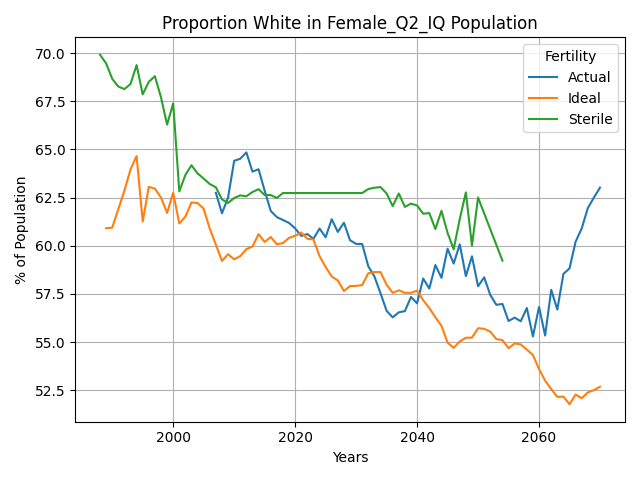 Proportion White in Female_Q2_IQ Population
Fertility
Actual
Ideal
Sterile
% of Population
70.0
67.5
65.0
62.5
60.0
57.5
55.0
52.5
2000
2020
2040
2060
Years